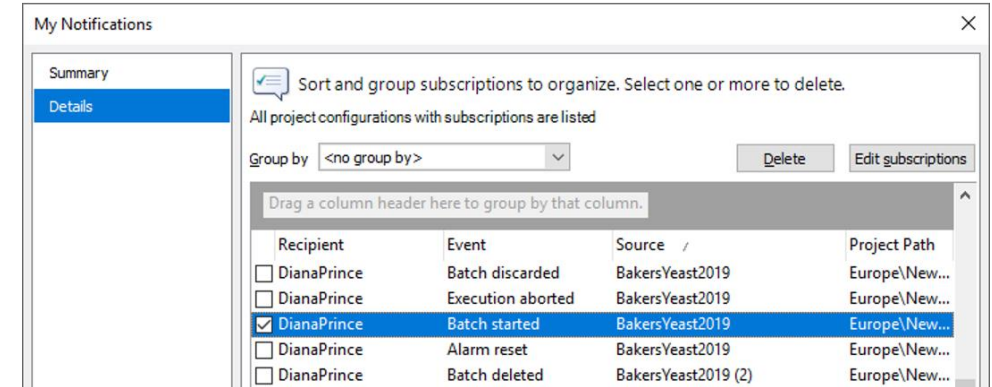 My Notifications
Summary
Details
Sort and group subscriptions to organize. Select one or more to delete.
All project configurations with subscriptions are listed
Group by <no group by> Delete Edit subscriptions
Drag a column header here to group by that column.
Recipient Event Source / Project Path
DianaPrince Batch discarded BakersYeast2019 Europe\New...
DianaPrince Execution aborted BakersYeast2019 Europe\New...
DianaPrince Batch started BakersYeast2019 Europe\New...
DianaPrince Alarm reset BakersYeast2019 Europe\New...
DianaPrince Batch deleted BakersYeast2019 (2) Europe\New...